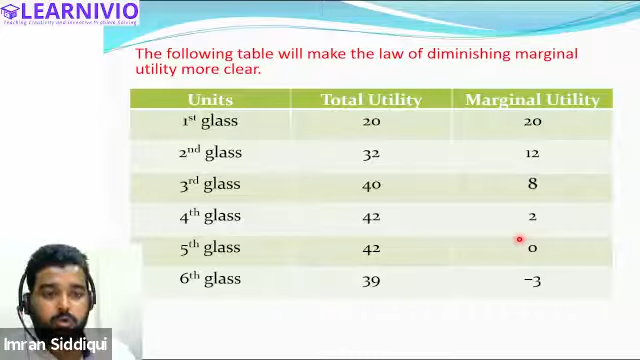 LEARNIVIO
Teaching Creativity and Inventive Problem Solving
The following table will make the law of diminishing marginal
utility more clear.
Units Total Utility Marginal Utility
1st glass 20 20
2nd glass 32 12
3rd glass 40 8
4th glass 42 2
5th glass 42 0
6th glass 39 –3
Imran Siddiqui